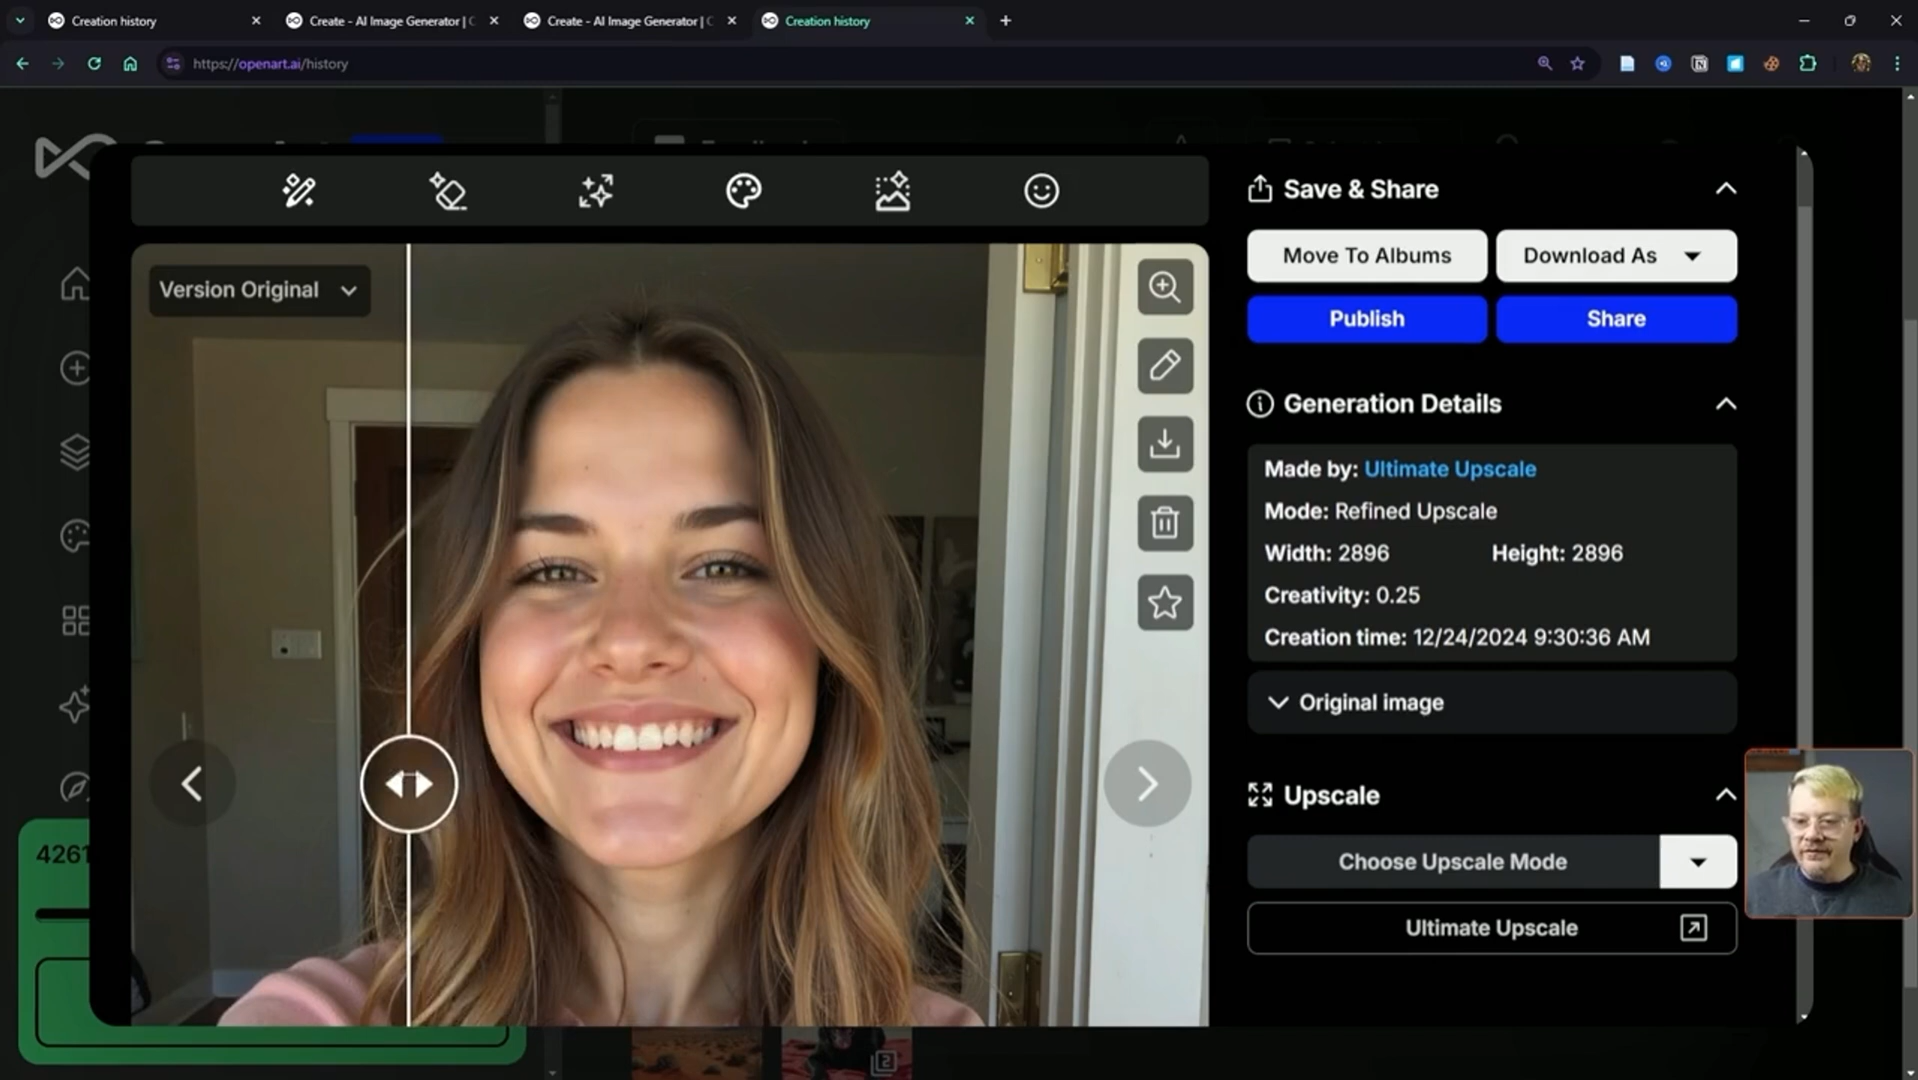 Creation history
Create - AI Image Generator | C
Create - AI Image Generator | C
Creation history
https://openart.ai/history
Version Original
Save & Share
Move To Albums
Download As
Publish
Share
Generation Details
Made by: Ultimate Upscale
Mode: Refined Upscale
Width: 2896
Height: 2896
Creativity: 0.25
Creation time: 12/24/2024 9:30:36 AM
Original image
Upscale
Choose Upscale Mode
Ultimate Upscale
4261
2